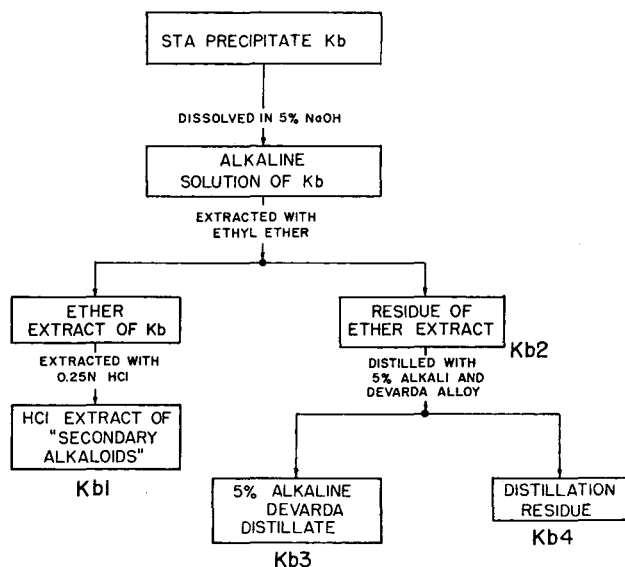 STA PRECIPITATE Kb
DISSOLVED IN 5% NaOH
ALKALINE
SOLUTION OF Kb
EXTRACTED WITH
ETHYL ETHER
ETHER
EXTRACT OF Kb
RESIDUE OF
ETHER EXTRACT
Kb2
EXTRACTED WITH
0.25N HCl
DISTILLED WITH
5% ALKALI AND
DEVARDA ALLOY
HCl EXTRACT OF
"SECONDARY
ALKALOIDS"
Kb1
5% ALKALINE
DEVARDA
DISTILLATE
Kb3
DISTILLATION
RESIDUE
Kb4